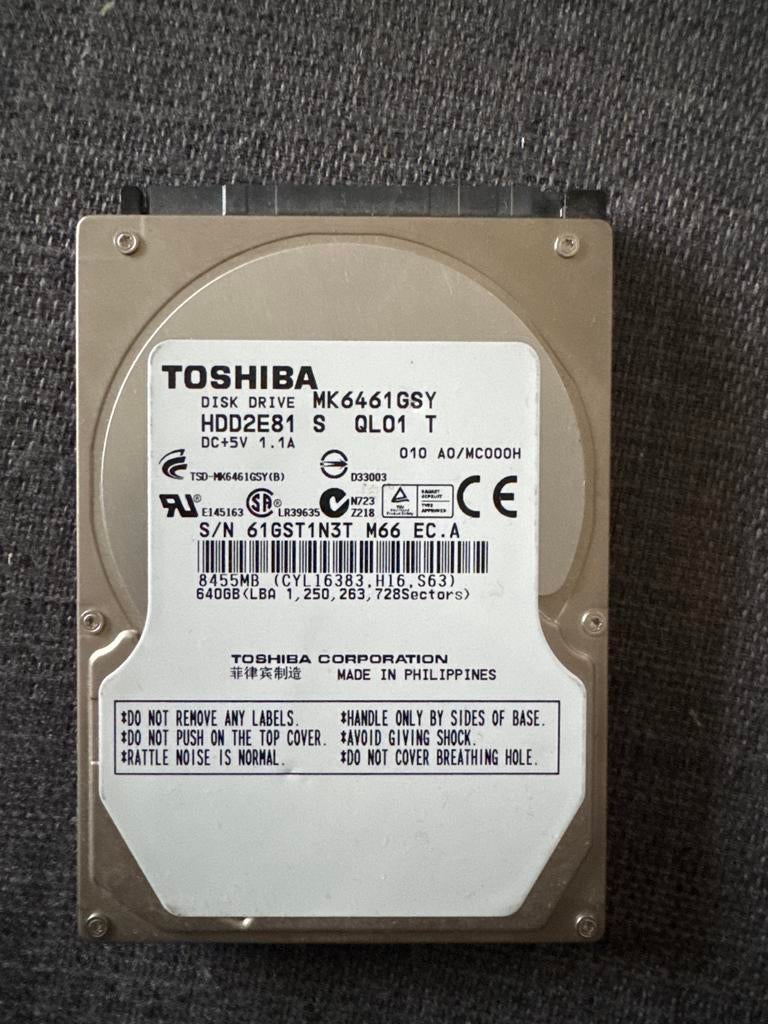 TOSHIBA
DISK DRIVE MK6461GSY
HDD2E81 S QL01 T
DC+5V 1.1A
010 A0/MC000H
TSD-MK6461GSY(B) D33003
E145163 LR39635 N723
Z218
S/N 61GST1N3T M66 EC.A
8455MB (CYL16383,H16,S63)
640GB(LBA 1,250,263,728Sectors)
TOSHIBA CORPORATION
菲律宾制造 MADE IN PHILIPPINES
*DO NOT REMOVE ANY LABELS. *HANDLE ONLY BY SIDES OF BASE.
*DO NOT PUSH ON THE TOP COVER. *AVOID GIVING SHOCK.
*RATTLE NOISE IS NORMAL. *DO NOT COVER BREATHING HOLE.